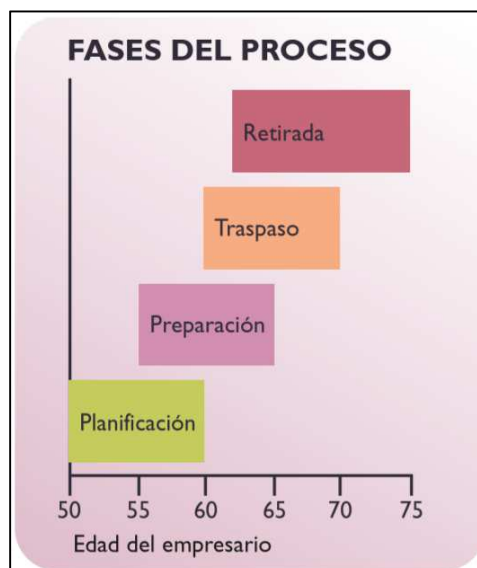 FASES DEL PROCESO
Retirada
Traspaso
Preparación
Planificación
50 55 60 65 70 75
Edad del empresario